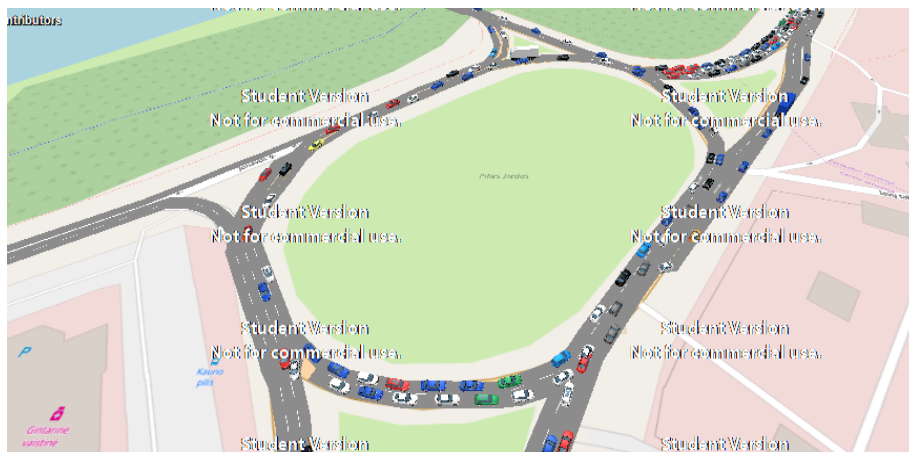 Student Version
Not for commercial use.
Student Version
Not for commercial use.
Pilies žiedas
Student Version
Not for commercial use.
Student Version
Not for commercial use.
Student Version
Not for commercial use.
Student Version
Not for commercial use.
P
Kauno
pilis
Gintarinė
vaistinė
Student Version
Student Version